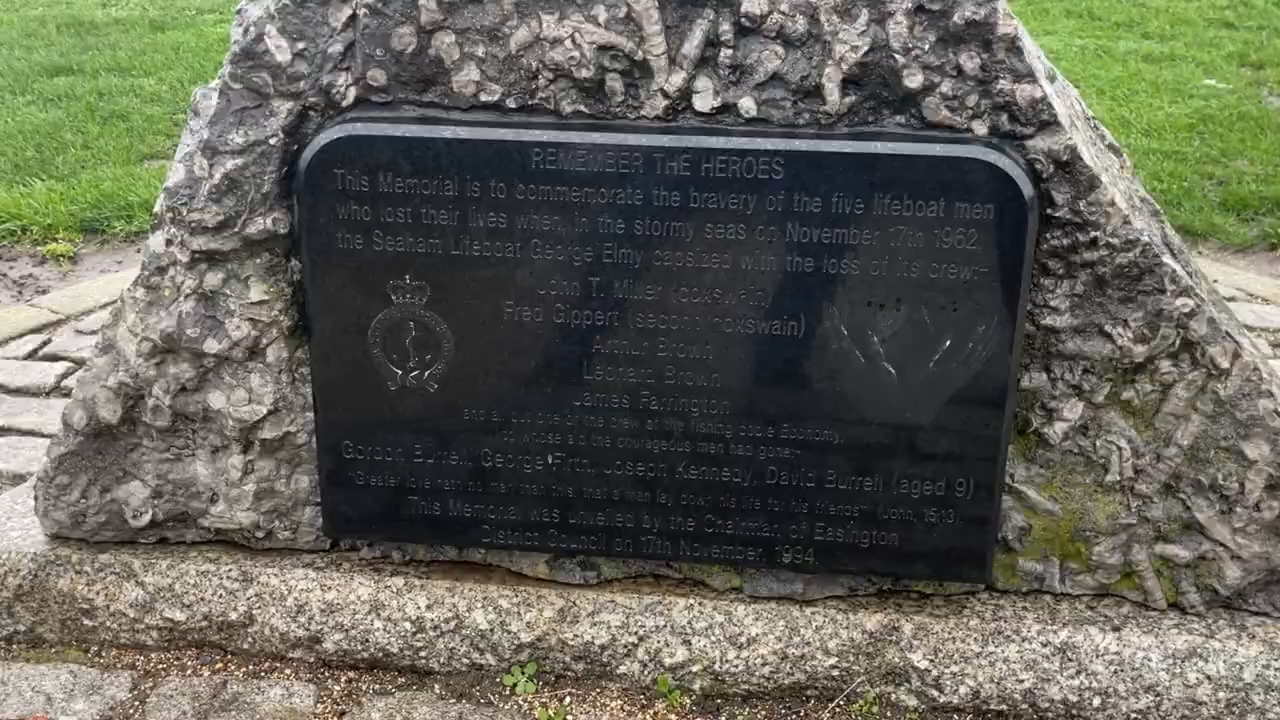 REMEMBER THE HEROES
This Memorial is to commemorate the bravery of the five lifeboat men
who lost their lives when, in the stormy seas on November 17th 1962,
the Seaham Lifeboat George Elmy capsized with the loss of its crew:-
John T. Miller (coxswain)
Fred Gippert (second coxswain)
Arthur Brown
Leonard Brown
James Farrington
and all but one of the crew of the fishing coble Economy,
to whose aid the courageous men had gone:-
Gordon Burrell, George Firth, Joseph Kennedy, David Burrell (aged 9)
"Greater love hath no man than this, that a man lay down his life for his friends" (John, 15:13).
This Memorial was unveiled by the Chairman of Easington
District Council on 17th November, 1994.